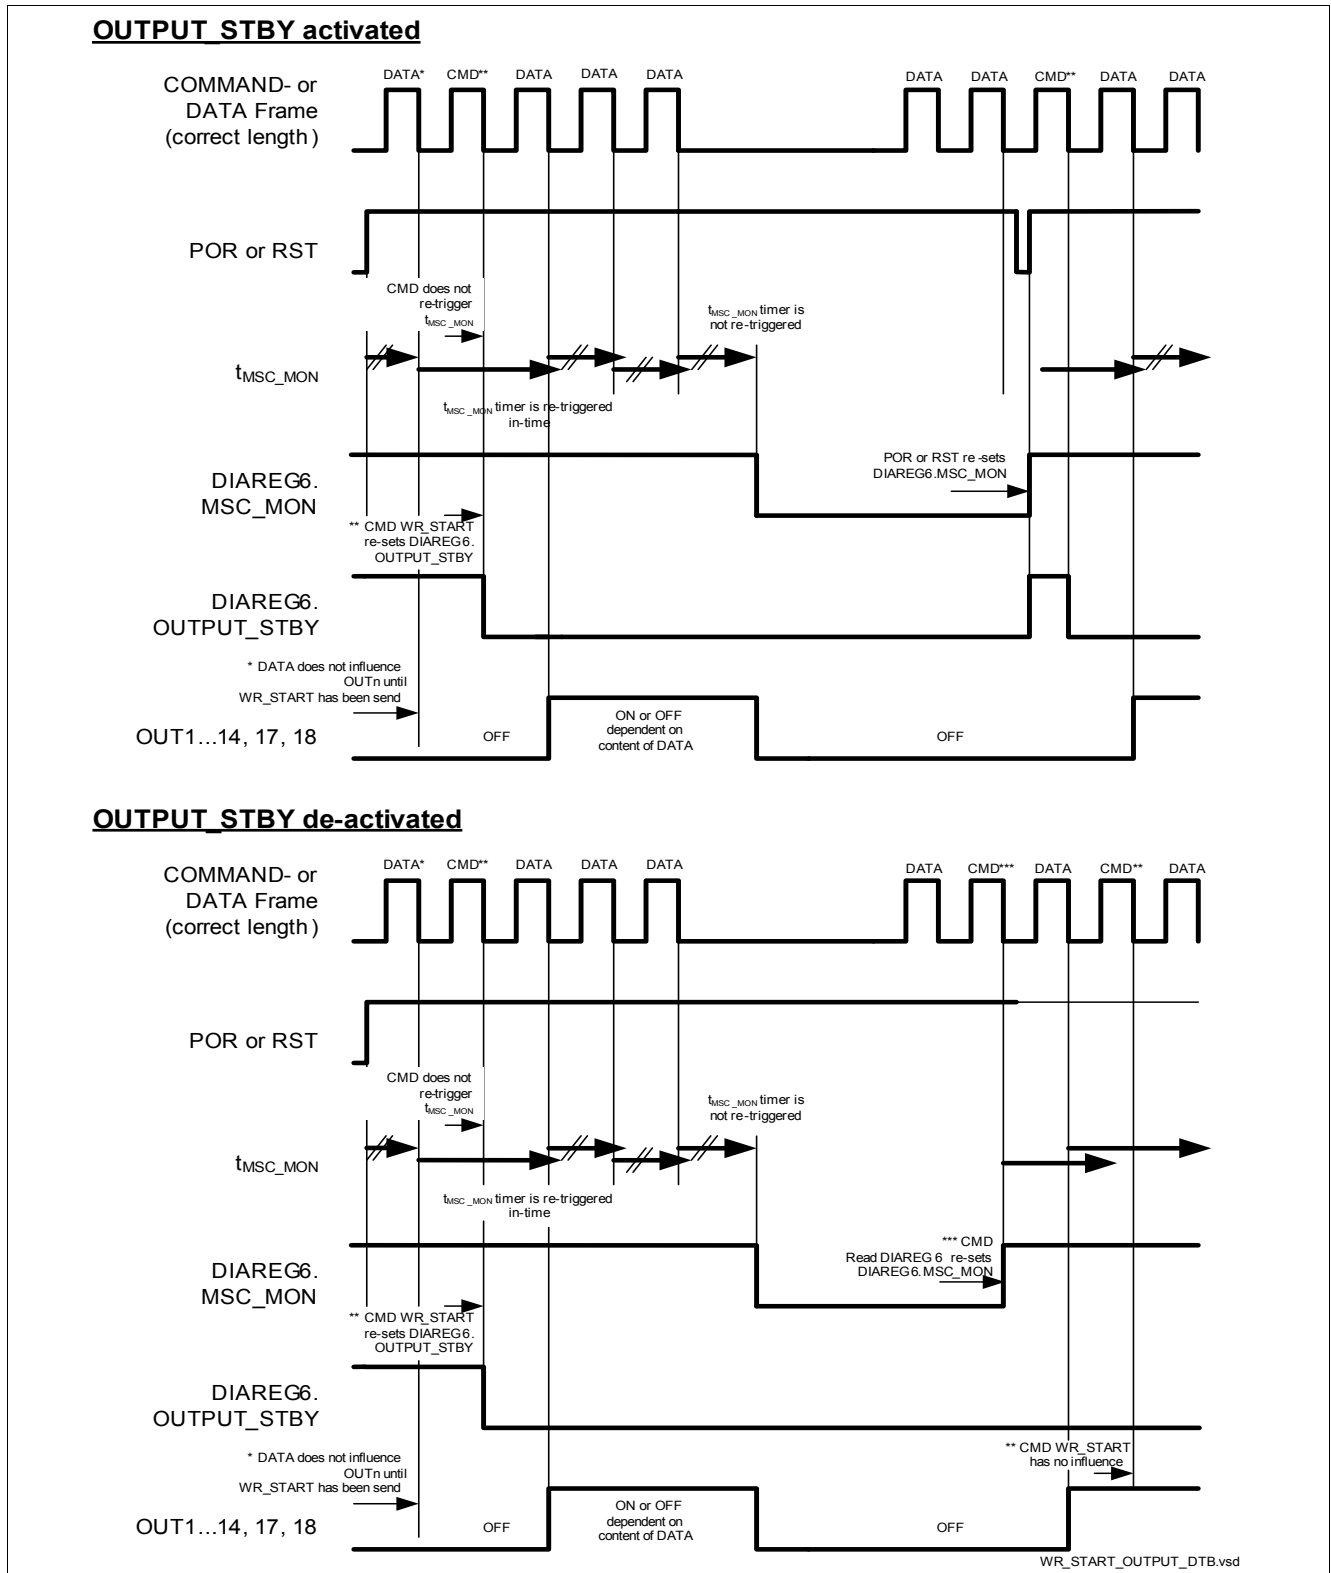 OUTPUT_STBY activated
DATA* CMD** DATA DATA DATA DATA DATA CMD** DATA DATA
COMMAND- or
DATA Frame
(correct length)
POR or RST
CMD does not
re-trigger
tMSC_MON
tMSC_MON timer is
not re-triggered
tMSC_MON
tMSC_MON timer is re-triggered
in-time
POR or RST re-sets
DIAREG6.MSC_MON
DIAREG6.
MSC_MON
** CMD WR_START
re-sets DIAREG6.
OUTPUT_STBY
DIAREG6.
OUTPUT_STBY
* DATA does not influence
OUTn until
WR_START has been send
OUT1...14, 17, 18
OFF
ON or OFF
dependent on
content of DATA
OFF
OUTPUT_STBY de-activated
DATA* CMD** DATA DATA DATA DATA CMD*** DATA CMD** DATA
COMMAND- or
DATA Frame
(correct length)
POR or RST
CMD does not
re-trigger
tMSC_MON
tMSC_MON timer is
not re-triggered
tMSC_MON
tMSC_MON timer is re-triggered
in-time
*** CMD
Read DIAREG 6 re-sets
DIAREG6.MSC_MON
DIAREG6.
MSC_MON
** CMD WR_START
re-sets DIAREG6.
OUTPUT_STBY
DIAREG6.
OUTPUT_STBY
** CMD WR_START
has no influence
* DATA does not influence
OUTn until
WR_START has been send
OUT1...14, 17, 18
OFF
ON or OFF
dependent on
content of DATA
OFF
WR_START_OUTPUT_DTB.vsd